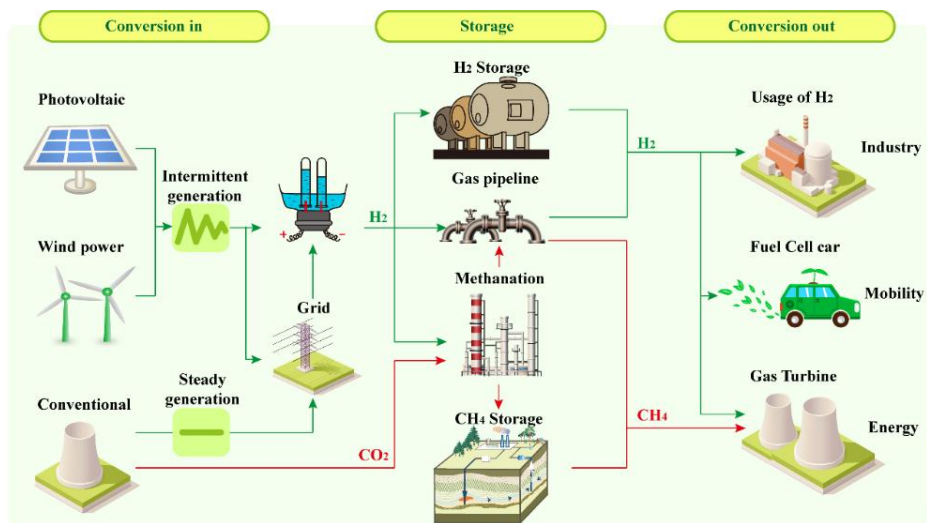 Conversion in
Storage
Conversion out
Photovoltaic
Intermittent
generation
Wind power
Grid
Steady
generation
Conventional
+
+
+
−
H₂
CO₂
H₂ Storage
Gas pipeline
Methanation
CH₄ Storage
H₂
CH₄
Usage of H₂
Industry
Fuel Cell car
Mobility
Gas Turbine
Energy